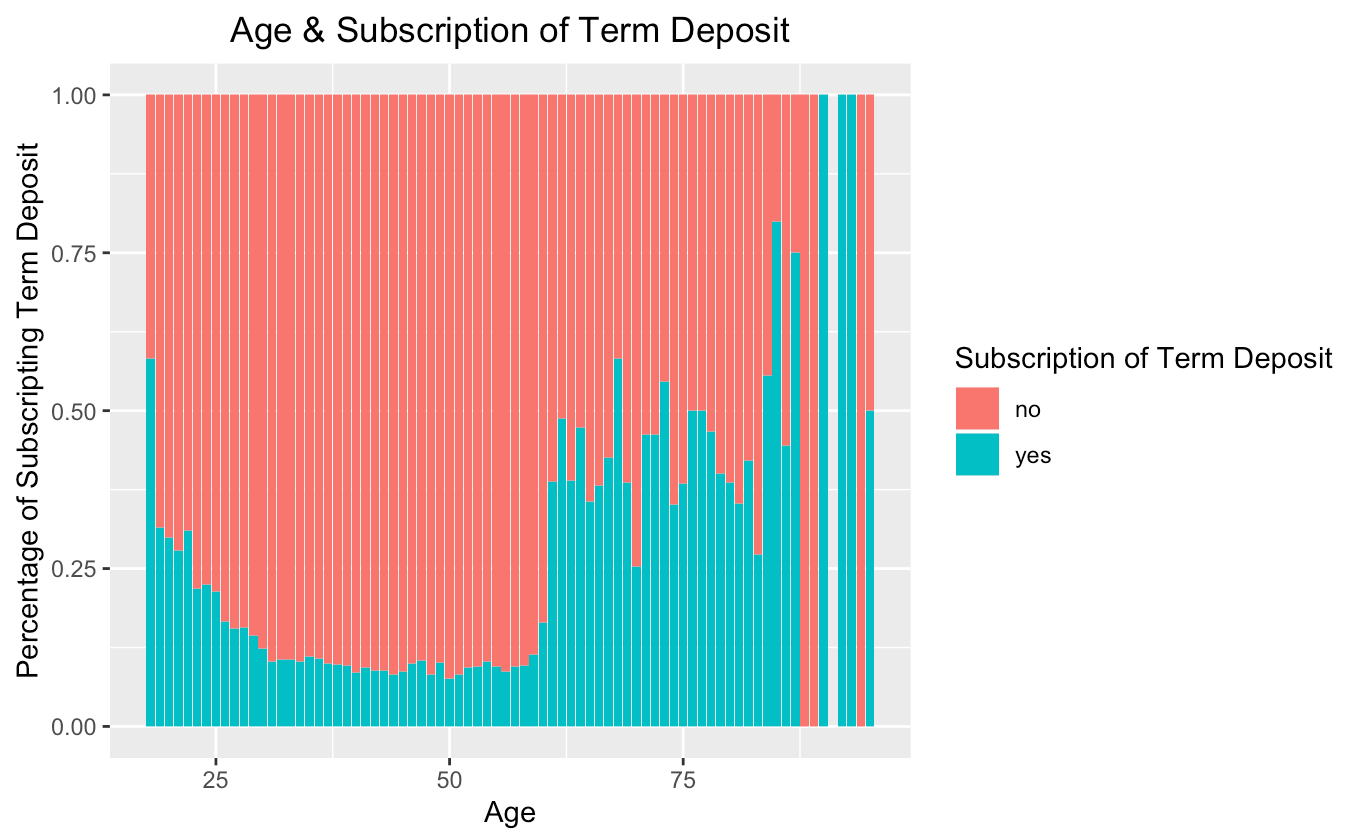 Age & Subscription of Term Deposit
Percentage of Subscripting Term Deposit
1.00
0.75
0.50
0.25
0.00
25 50 75
Age
Subscription of Term Deposit
no
yes